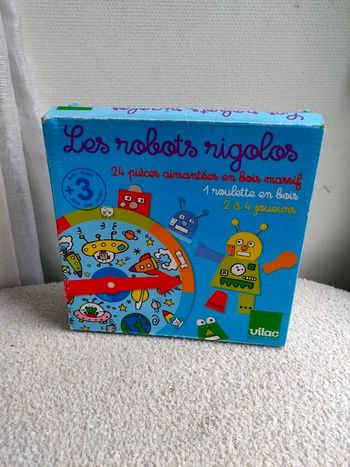 Les robots rigolos
24 pièces aimantées en bois massif
1 roulette en bois
2 à 4 joueurs
+3
vilac